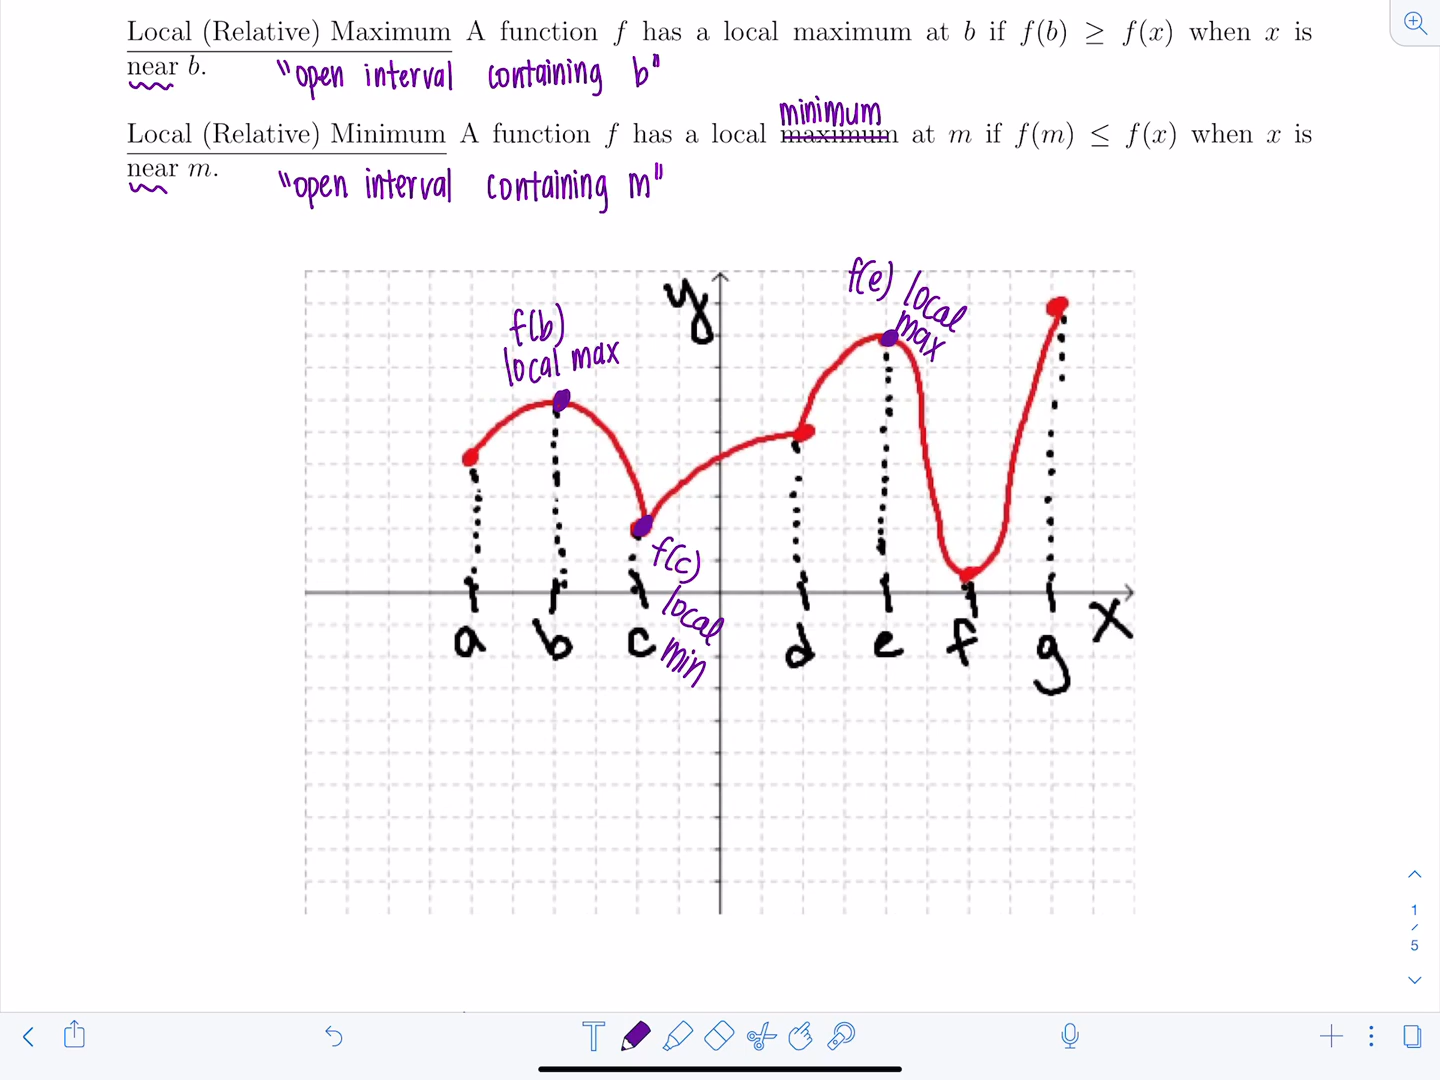 Local (Relative) Maximum A function f has a local maximum at b if f(b) ≥ f(x) when x is
near b. "open interval containing b"
minimum
Local (Relative) Minimum A function f has a local maximum at m if f(m) ≤ f(x) when x is
near m. "open interval containing m"
y
f(e) local
max
f(b)
local max
f(c)
local
min
a b c d e f g x
1
/
5
T